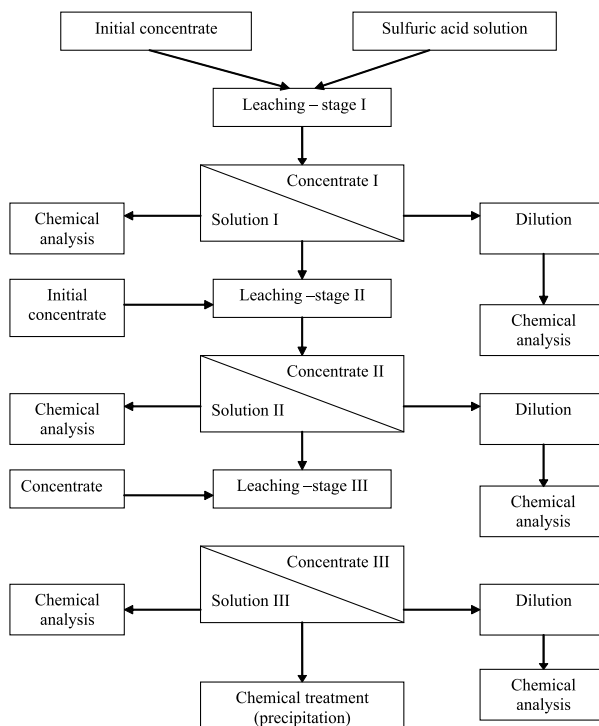 Initial concentrate
Sulfuric acid solution
Leaching – stage I
Concentrate I
Solution I
Chemical
analysis
Dilution
Initial
concentrate
Leaching –stage II
Chemical
analysis
Concentrate II
Solution II
Chemical
analysis
Dilution
Concentrate
Leaching –stage III
Chemical
analysis
Concentrate III
Solution III
Chemical
analysis
Dilution
Chemical treatment
(precipitation)
Chemical
analysis